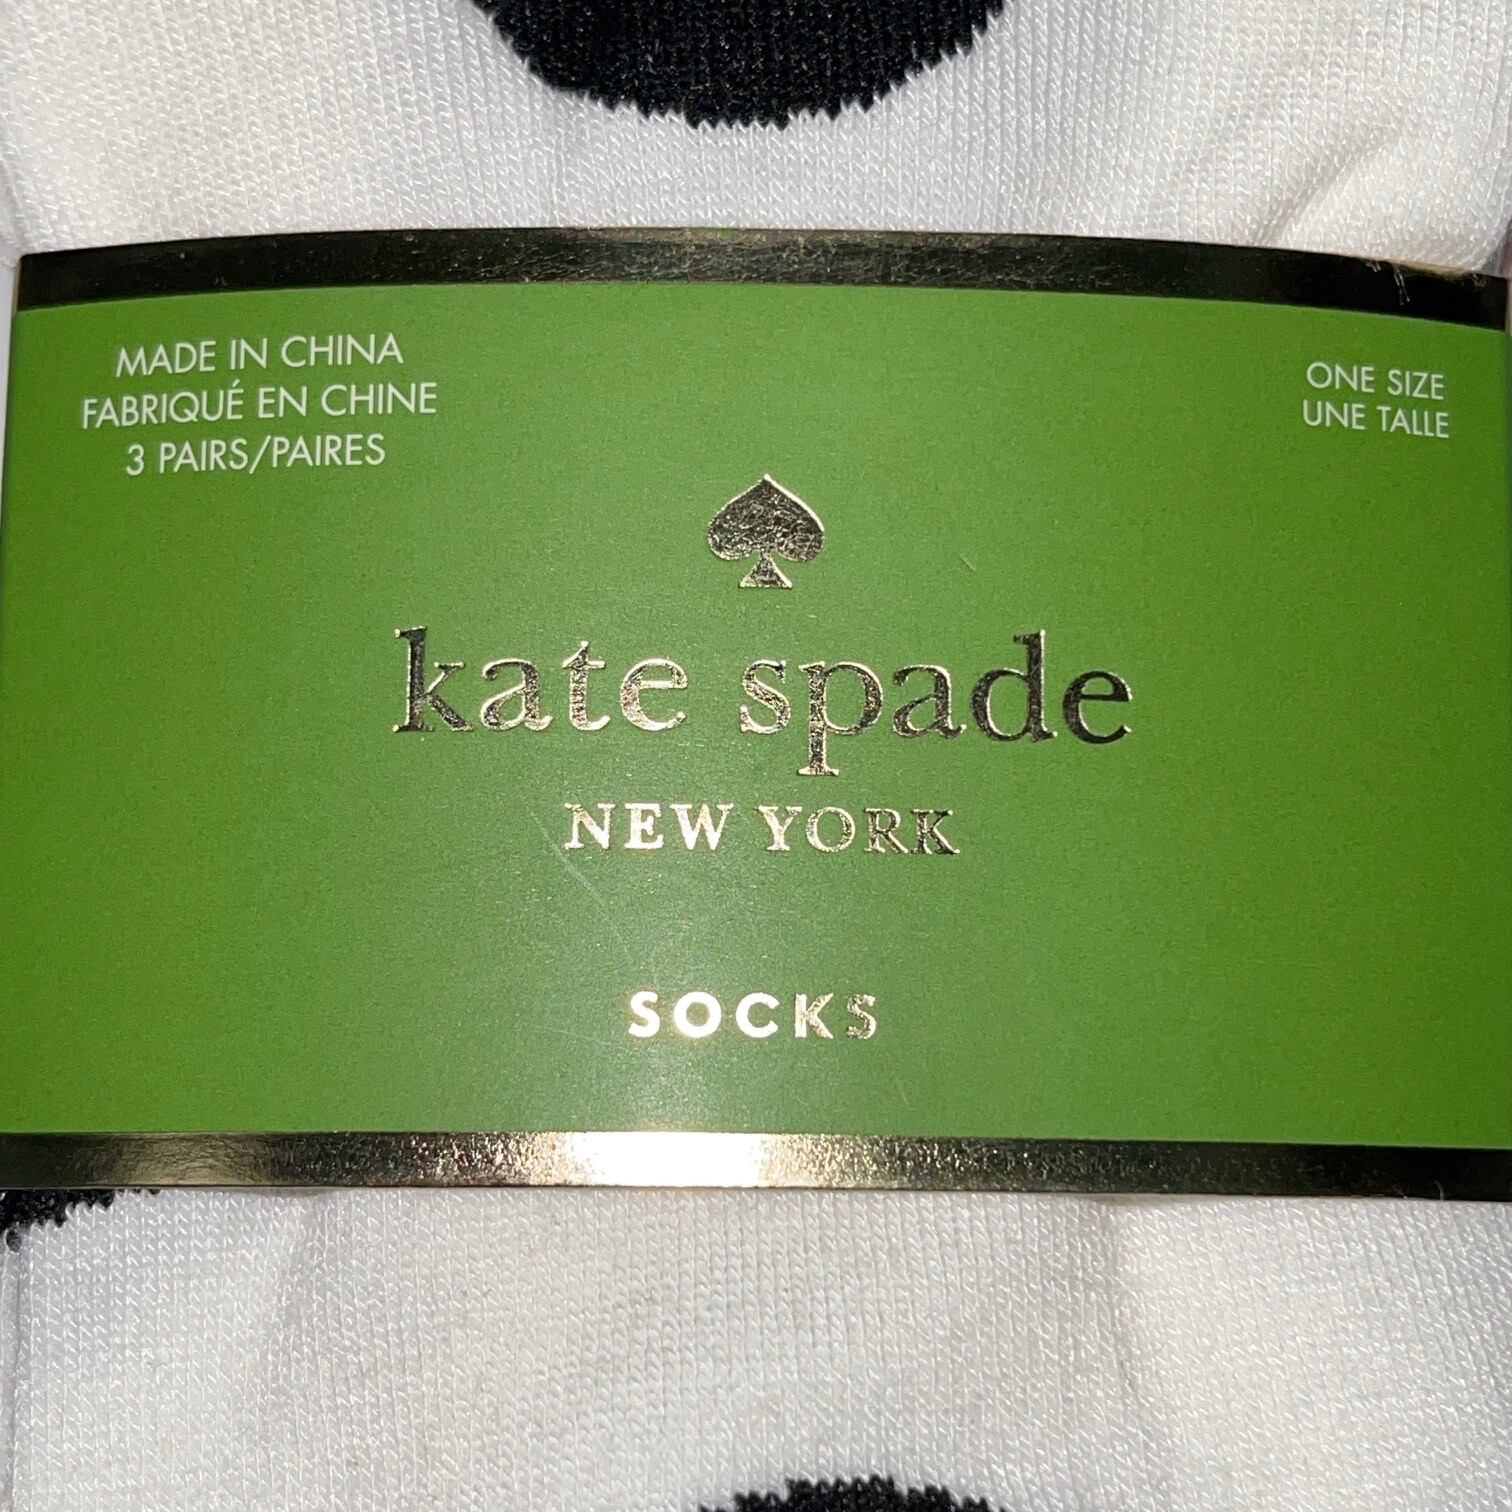 MADE IN CHINA
FABRIQUÉ EN CHINE
3 PAIRS/PAIRES
ONE SIZE
UNE TALLE
kate spade
NEW YORK
SOCKS